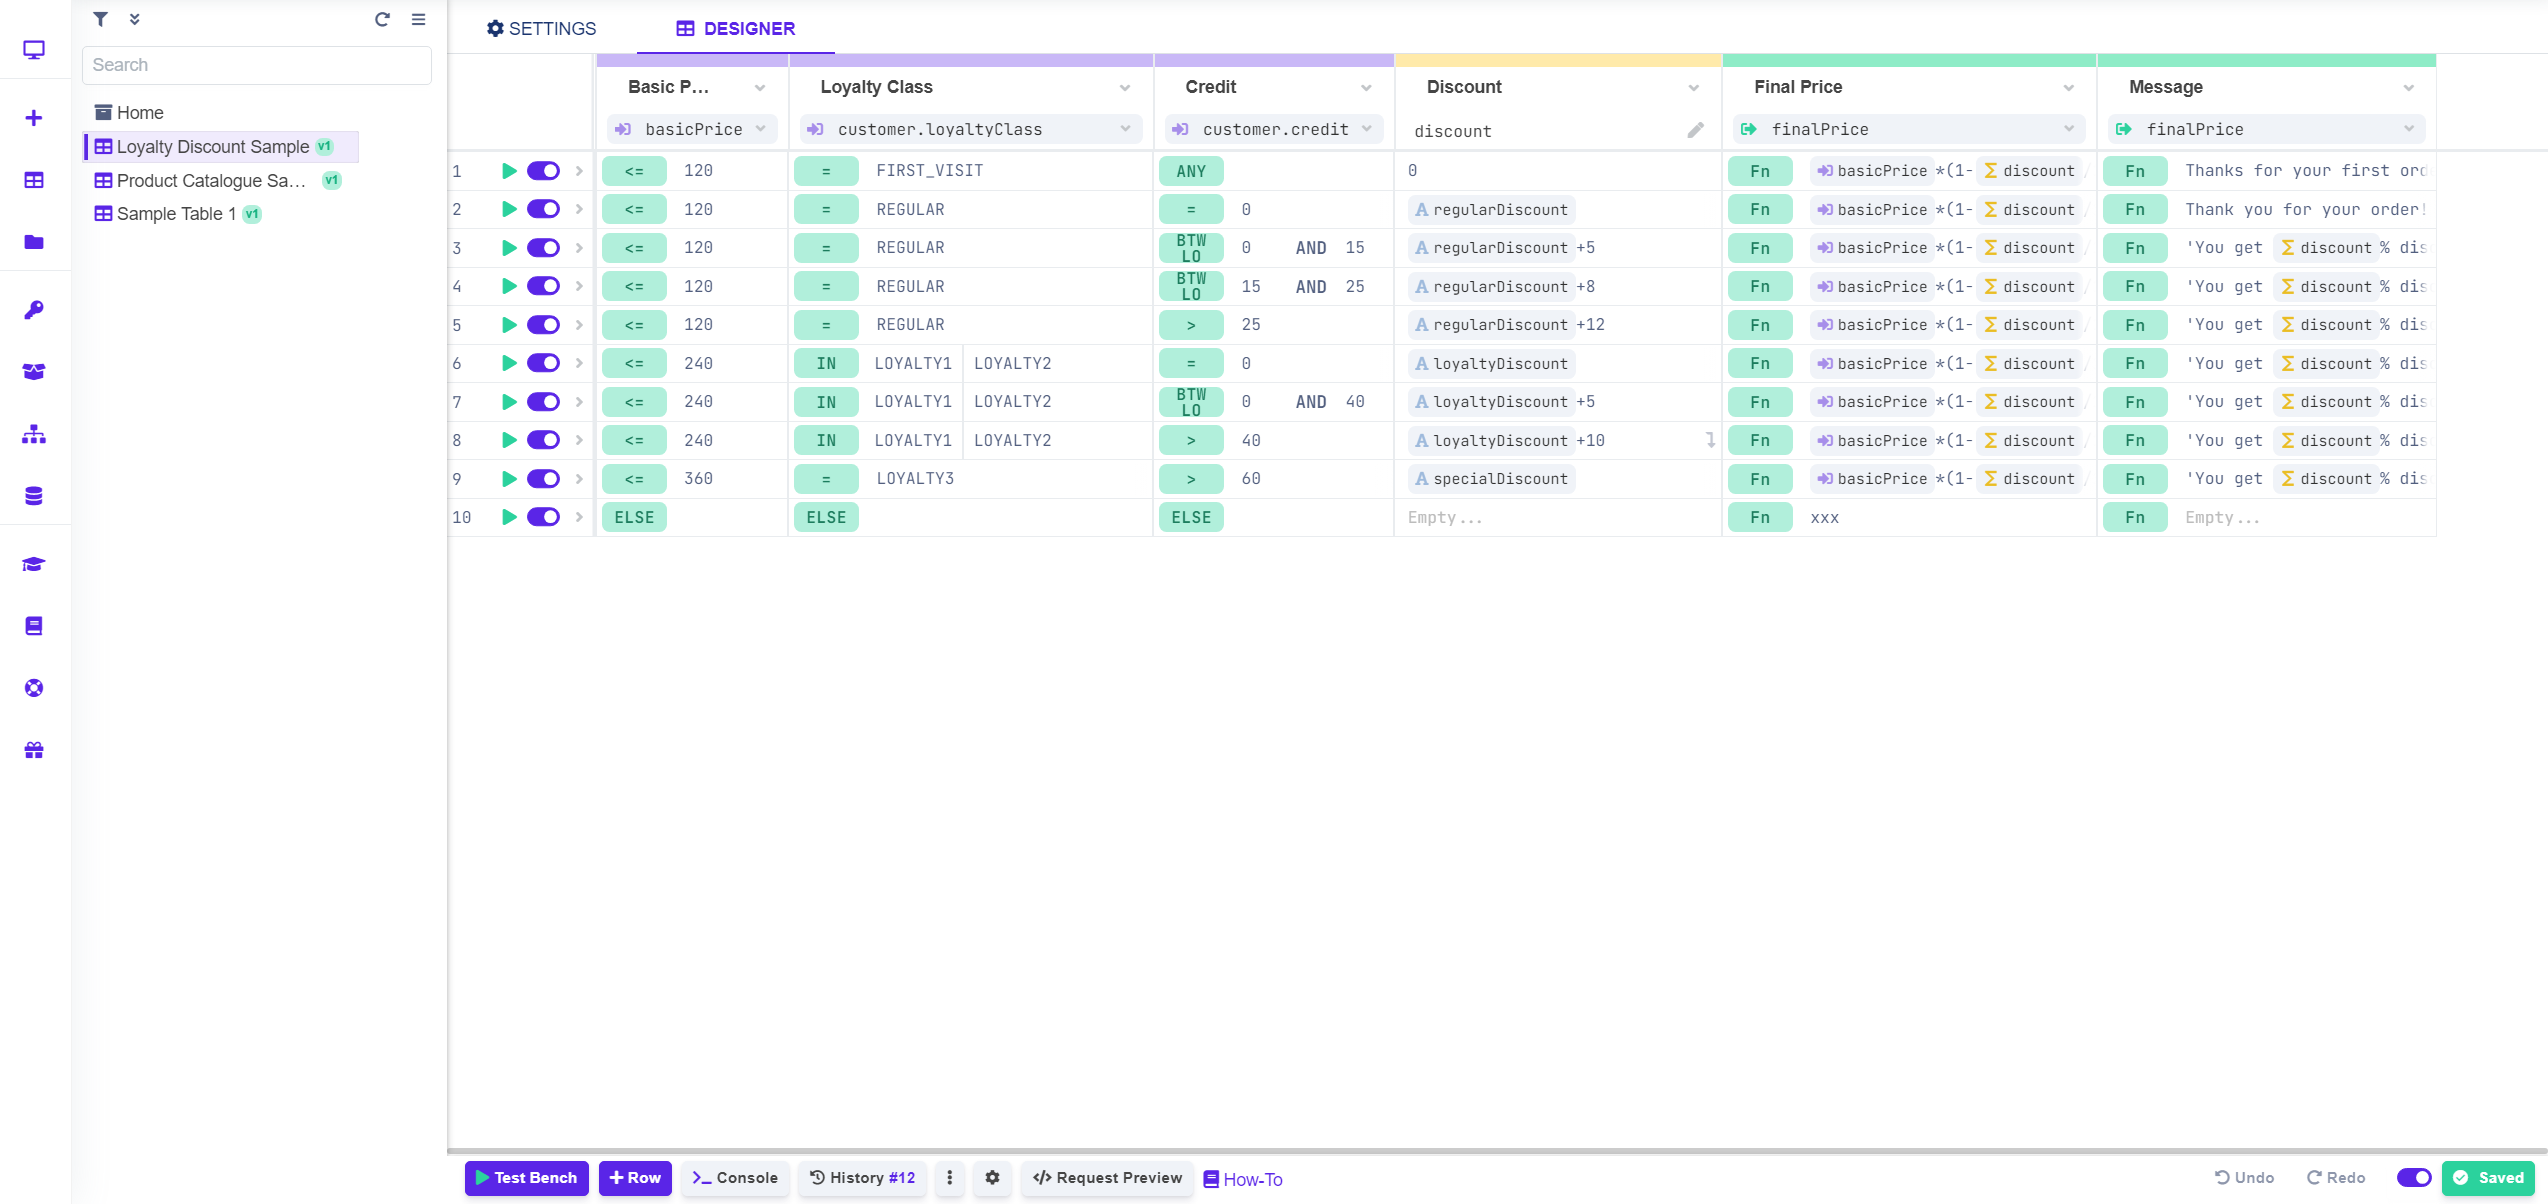 SETTINGS DESIGNER
Search
Home
Loyalty Discount Sample v1
Product Catalogue Sa... v1
Sample Table 1 v1
Basic P... Loyalty Class Credit Discount Final Price Message
basicPrice customer.loyaltyClass customer.credit discount finalPrice finalPrice
1 <= 120 = FIRST_VISIT ANY 0 Fn basicPrice *(1- Σ discount Fn Thanks for your first
2 <= 120 = REGULAR = 0 A regularDiscount Fn basicPrice *(1- Σ discount Fn Thank you for your order!
3 <= 120 = REGULAR BTW LO 0 AND 15 A regularDiscount +5 Fn basicPrice *(1- Σ discount Fn 'You get Σ discount % dis
4 <= 120 = REGULAR BTW LO 15 AND 25 A regularDiscount +8 Fn basicPrice *(1- Σ discount Fn 'You get Σ discount % dis
5 <= 120 = REGULAR > 25 A regularDiscount +12 Fn basicPrice *(1- Σ discount Fn 'You get Σ discount % dis
6 <= 240 IN LOYALTY1 LOYALTY2 = 0 A loyaltyDiscount Fn basicPrice *(1- Σ discount Fn 'You get Σ discount % dis
7 <= 240 IN LOYALTY1 LOYALTY2 BTW LO 0 AND 40 A loyaltyDiscount +5 Fn basicPrice *(1- Σ discount Fn 'You get Σ discount % dis
8 <= 240 IN LOYALTY1 LOYALTY2 > 40 A loyaltyDiscount +10 Fn basicPrice *(1- Σ discount Fn 'You get Σ discount % dis
9 <= 360 = LOYALTY3 > 60 A specialDiscount Fn basicPrice *(1- Σ discount Fn 'You get Σ discount % dis
10 ELSE ELSE ELSE Empty... Fn xxx Fn Empty...
Test Bench + Row Console History #12 Request Preview How-To Undo Redo Saved